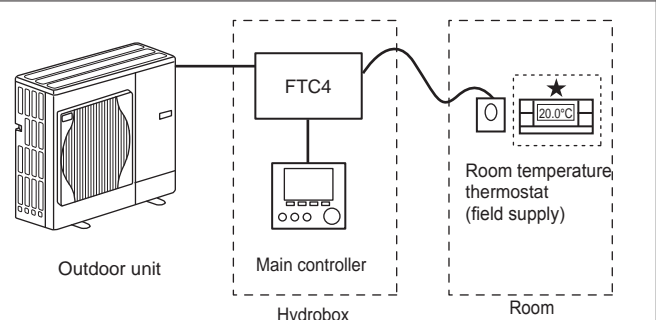 FTC4
20.0°C
Room temperature
thermostat
(field supply)
Outdoor unit
Main controller
Hydrobox
Room